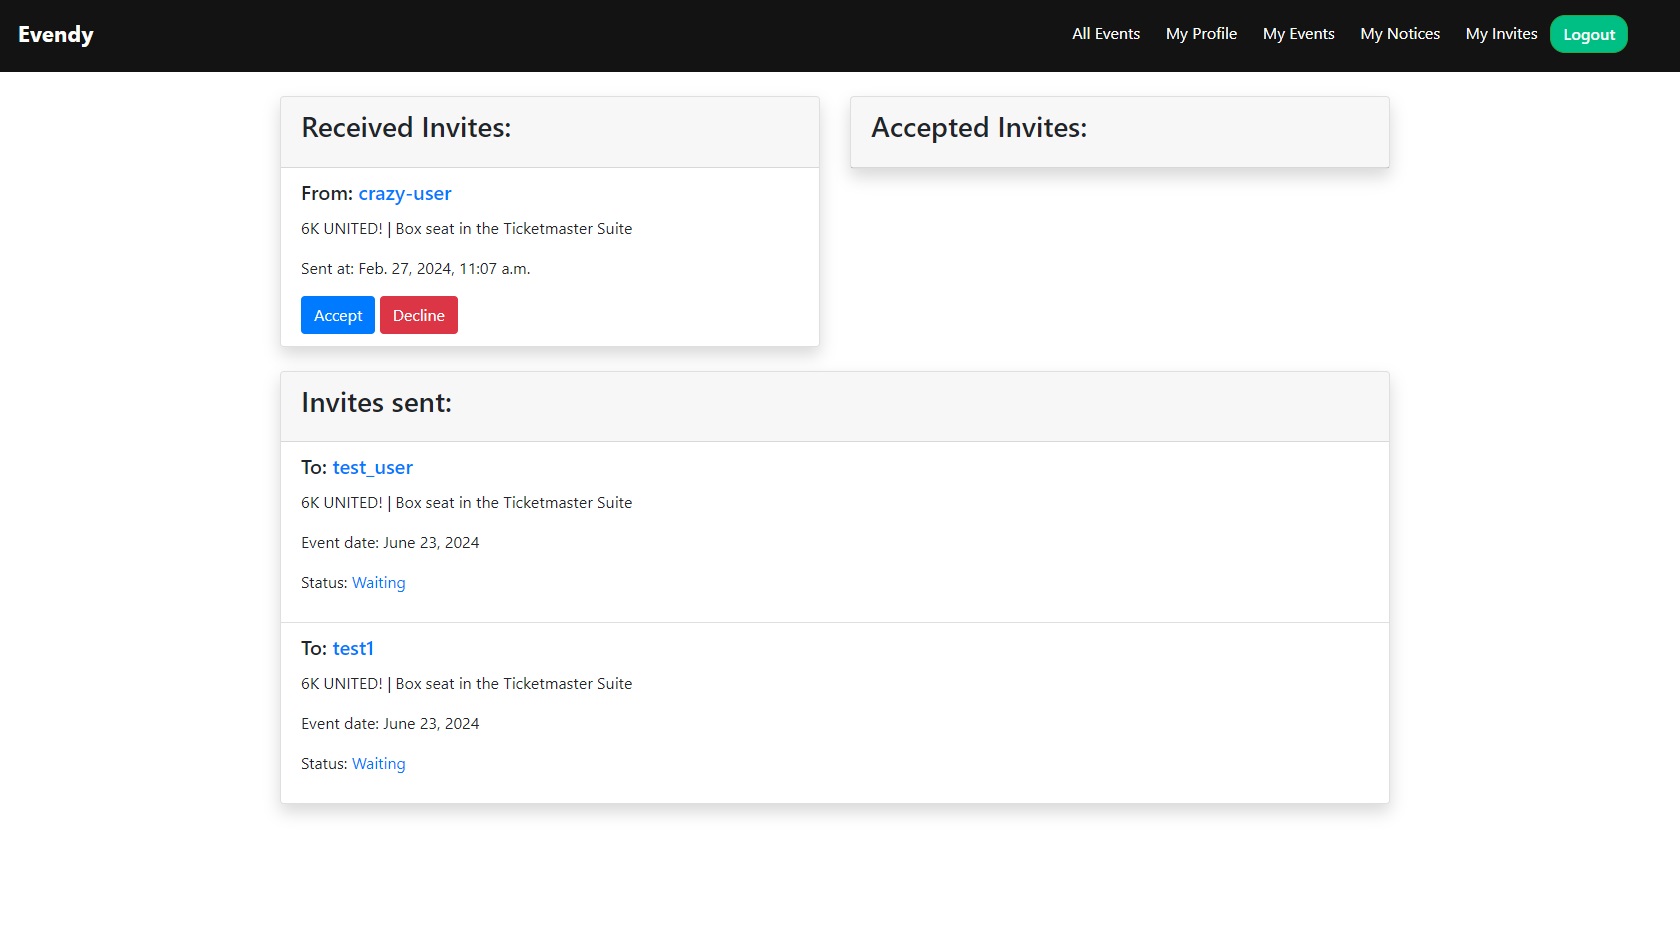 Evendy
All Events My Profile My Events My Notices My Invites Logout
Received Invites:
From: crazy-user
6K UNITED! | Box seat in the Ticketmaster Suite
Sent at: Feb. 27, 2024, 11:07 a.m.
Accept Decline
Accepted Invites:
Invites sent:
To: test_user
6K UNITED! | Box seat in the Ticketmaster Suite
Event date: June 23, 2024
Status: Waiting
To: test1
6K UNITED! | Box seat in the Ticketmaster Suite
Event date: June 23, 2024
Status: Waiting